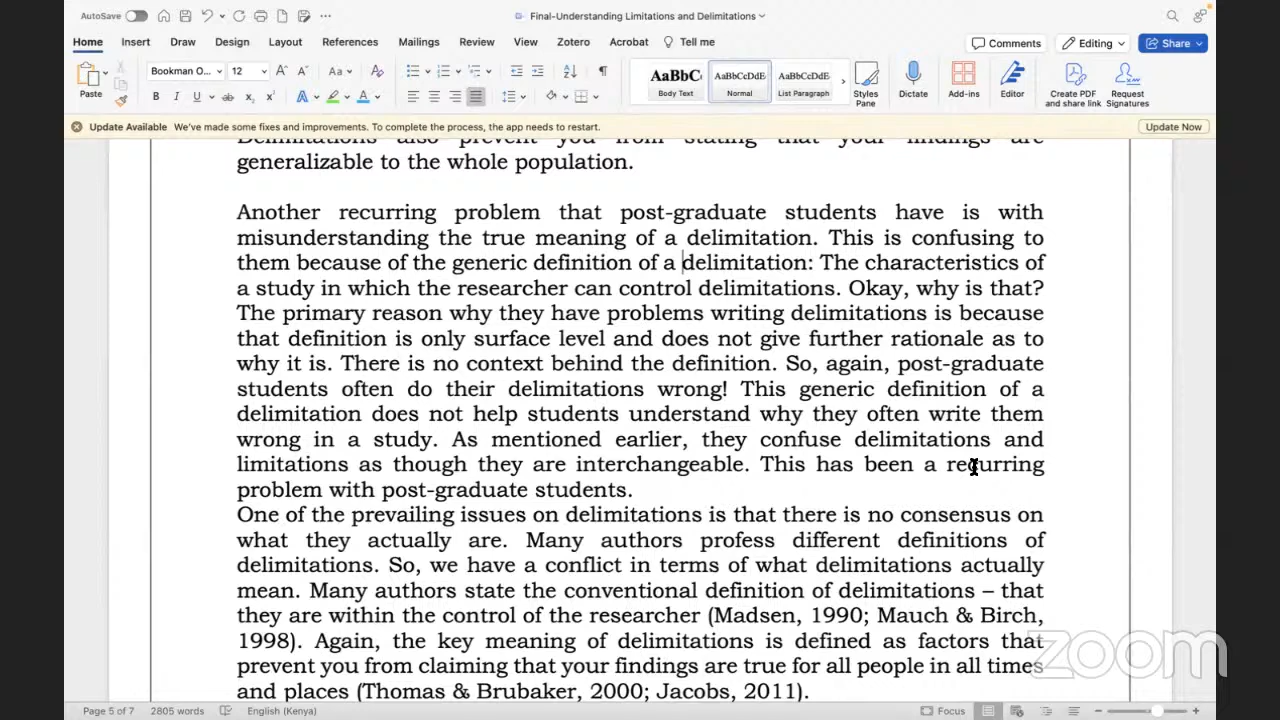 AutoSave
Final-Understanding Limitations and Delimitations
Home Insert Draw Design Layout References Mailings Review View Zotero Acrobat Tell me
Comments Editing Share
Paste
Bookman O... 12
AaBbC
Body Text
AaBbCcDdE
Normal
AaBbCcDdE
List Paragraph
Styles
Pane
Dictate
Add-ins
Editor
Create PDF
and share link
Request
Signatures
Update Available We've made some fixes and improvements. To complete the process, the app needs to restart.
Update Now
Delimitations also prevent you from stating that your findings are
generalizable to the whole population.
Another recurring problem that post-graduate students have is with
misunderstanding the true meaning of a delimitation. This is confusing to
them because of the generic definition of a delimitation: The characteristics of
a study in which the researcher can control delimitations. Okay, why is that?
The primary reason why they have problems writing delimitations is because
that definition is only surface level and does not give further rationale as to
why it is. There is no context behind the definition. So, again, post-graduate
students often do their delimitations wrong! This generic definition of a
delimitation does not help students understand why they often write them
wrong in a study. As mentioned earlier, they confuse delimitations and
limitations as though they are interchangeable. This has been a recurring
problem with post-graduate students.
One of the prevailing issues on delimitations is that there is no consensus on
what they actually are. Many authors profess different definitions of
delimitations. So, we have a conflict in terms of what delimitations actually
mean. Many authors state the conventional definition of delimitations – that
they are within the control of the researcher (Madsen, 1990; Mauch & Birch,
1998). Again, the key meaning of delimitations is defined as factors that
prevent you from claiming that your findings are true for all people in all times
and places (Thomas & Brubaker, 2000; Jacobs, 2011).
zoom
Page 5 of 7 2805 words English (Kenya) Focus